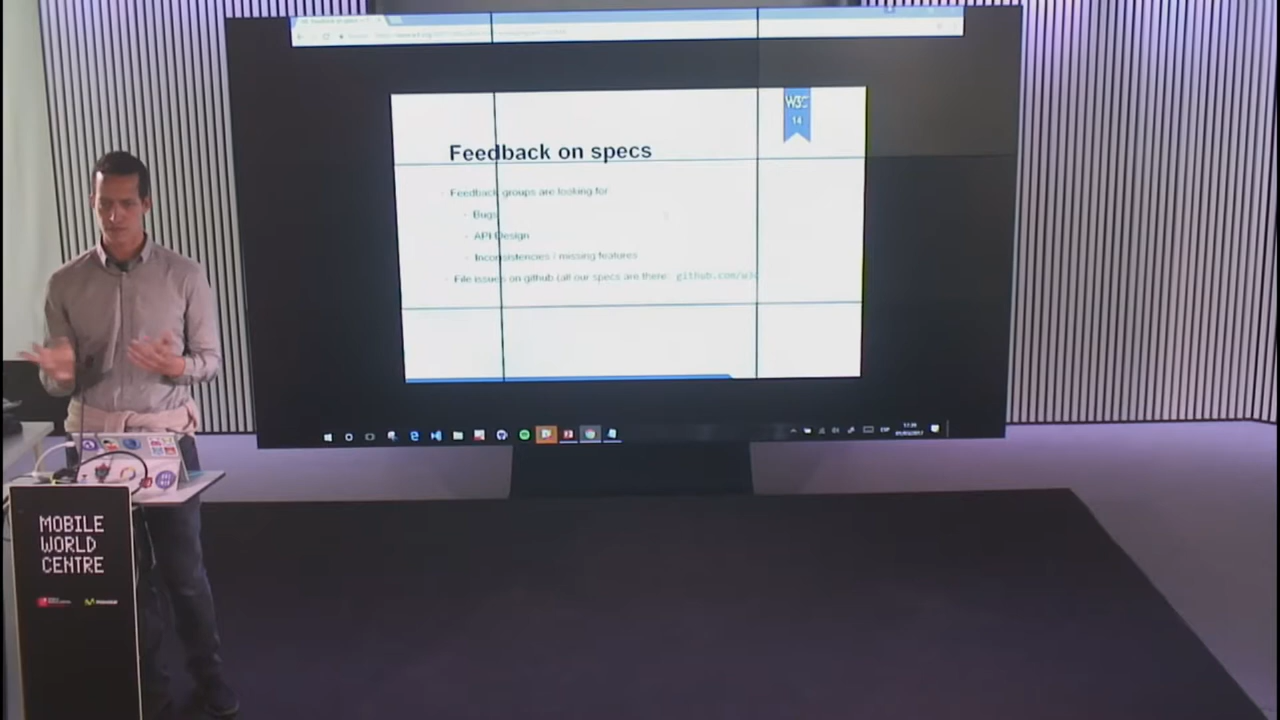 W3C
14
Feedback on specs
Feedback groups are looking for
Bugs
API Design
Inconsistencies / missing features
File issues on github (all our specs are there: github.com/w3c
ESP
MOBILE
WORLD
CENTRE